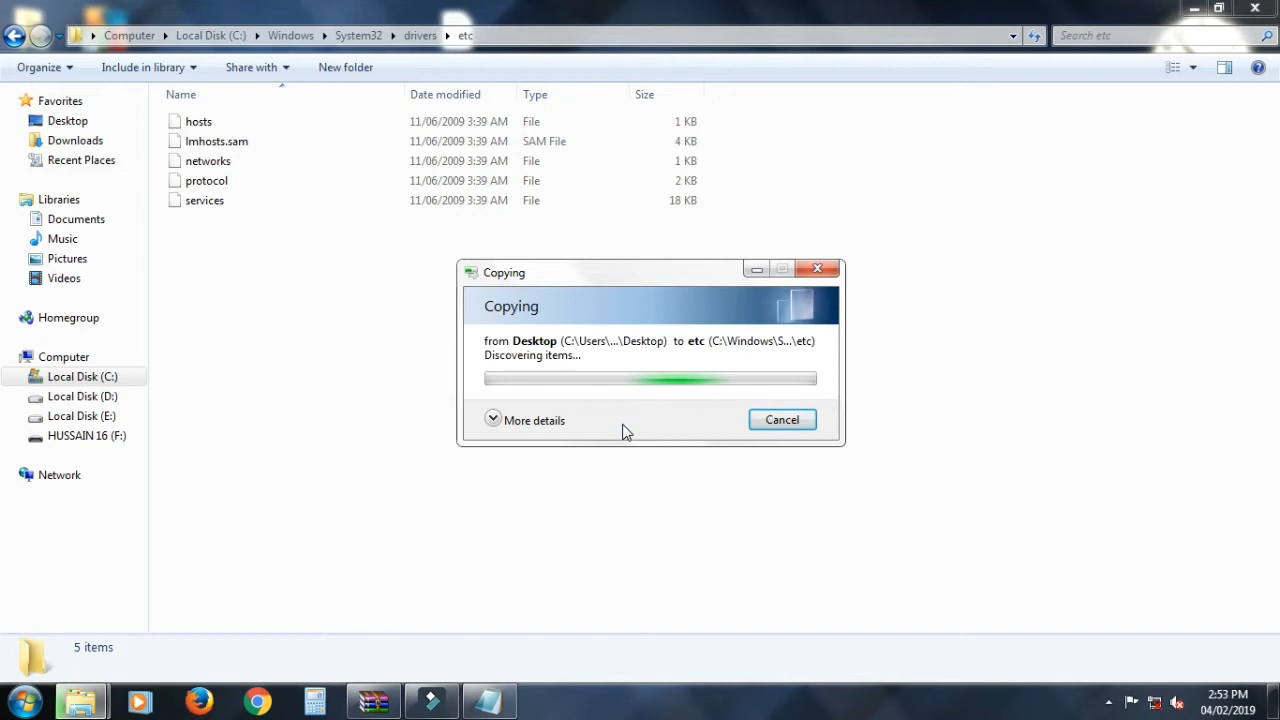 Computer Local Disk (C:) Windows System32 drivers etc
Search etc
Organize Include in library Share with New folder
Name Date modified Type Size
Favorites
Desktop
Downloads
Recent Places
Libraries
Documents
Music
Pictures
Videos
Homegroup
Computer
Local Disk (C:)
Local Disk (D:)
Local Disk (E:)
HUSSAIN 16 (F:)
Network
hosts 11/06/2009 3:39 AM File 1 KB
lmhosts.sam 11/06/2009 3:39 AM SAM File 4 KB
networks 11/06/2009 3:39 AM File 1 KB
protocol 11/06/2009 3:39 AM File 2 KB
services 11/06/2009 3:39 AM File 18 KB
Copying
Copying
from Desktop (C:\Users\...\Desktop) to etc (C:\Windows\S...\etc)
Discovering items...
More details
Cancel
5 items
2:53 PM
04/02/2019